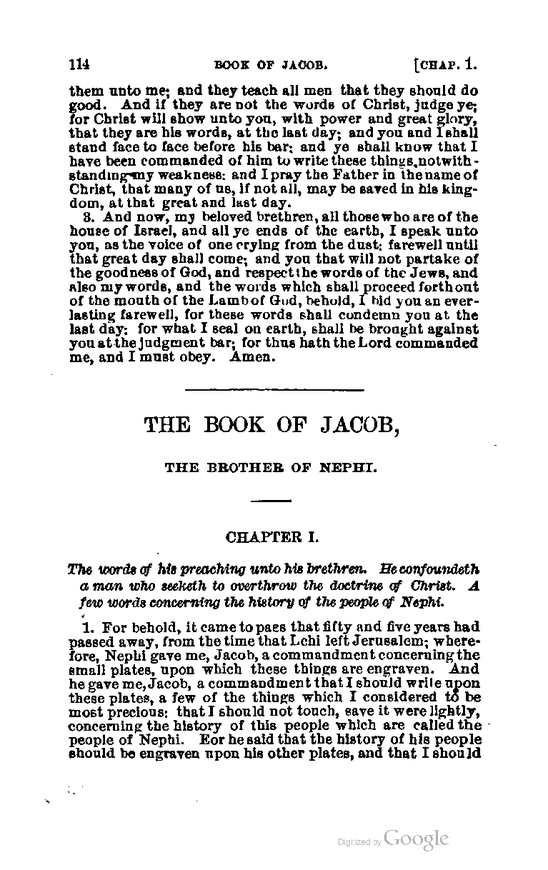 114 BOOK OF JACOB. [CHAP. 1.
them unto me; and they teach all men that they should do
good. And if they are not the words of Christ, judge ye;
for Christ will show unto you, with power and great glory,
that they are his words, at the last day; and you and I shall
stand face to face before his bar; and ye shall know that I
have been commanded of him to write these things, notwith-
standing my weakness: and I pray the Father in the name of
Christ, that many of us, if not all, may be saved in his king-
dom, at that great and last day.
3. And now, my beloved brethren, all those who are of the
house of Israel, and all ye ends of the earth, I speak unto
you, as the voice of one crying from the dust: farewell until
that great day shall come; and you that will not partake of
the goodness of God, and respect the words of the Jews, and
also my words, and the words which shall proceed forth out
of the mouth of the Lamb of God, behold, I bid you an ever-
lasting farewell, for these words shall condemn you at the
last day: for what I seal on earth, shall be brought against
you at the judgment bar; for thus hath the Lord commanded
me, and I must obey. Amen.
THE BOOK OF JACOB,
THE BROTHER OF NEPHI.
CHAPTER I.
The words of his preaching unto his brethren. He confoundeth
a man who seeketh to overthrow the doctrine of Christ. A
few words concerning the history of the people of Nephi.
1. For behold, it came to pass that fifty and five years had
passed away, from the time that Lehi left Jerusalem; where-
fore, Nephi gave me, Jacob, a commandment concerning the
small plates, upon which these things are engraven. And
he gave me, Jacob, a commandment that I should write upon
these plates, a few of the things which I considered to be
most precious: that I should not touch, save it were lightly,
concerning the history of this people which are called the
people of Nephi. For he said that the history of his people
should be engraven upon his other plates, and that I should
Digitized by Google